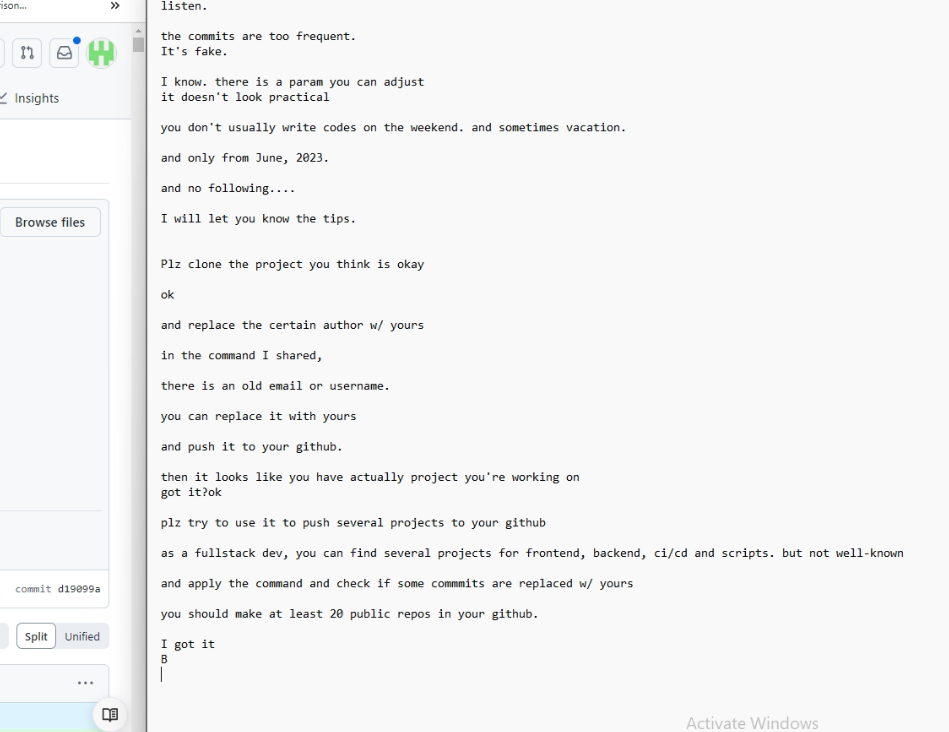 ison...
»
Insights
Browse files
commit d19099a
Split Unified
listen.
the commits are too frequent.
It's fake.
I know. there is a param you can adjust
it doesn't look practical
you don't usually write codes on the weekend. and sometimes vacation.
and only from June, 2023.
and no following....
I will let you know the tips.
Plz clone the project you think is okay
ok
and replace the certain author w/ yours
in the command I shared,
there is an old email or username.
you can replace it with yours
and push it to your github.
then it looks like you have actually project you're working on
got it?ok
plz try to use it to push several projects to your github
as a fullstack dev, you can find several projects for frontend, backend, ci/cd and scripts. but not well-known
and apply the command and check if some commmits are replaced w/ yours
you should make at least 20 public repos in your github.
I got it
B
Activate Windows